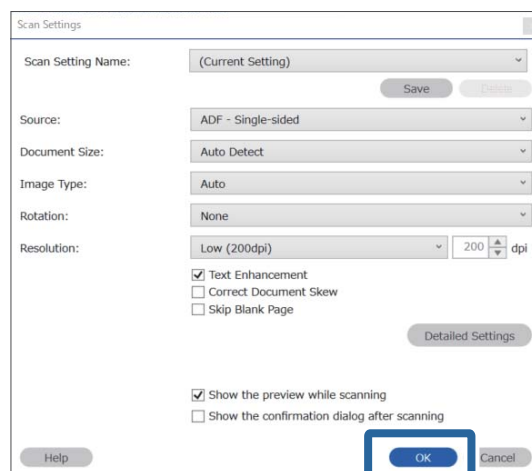 Scan Settings
Scan Setting Name: (Current Setting)
Save Delete
Source: ADF - Single-sided
Document Size: Auto Detect
Image Type: Auto
Rotation: None
Resolution: Low (200dpi) 200 dpi
Text Enhancement
Correct Document Skew
Skip Blank Page
Detailed Settings
Show the preview while scanning
Show the confirmation dialog after scanning
Help OK Cancel